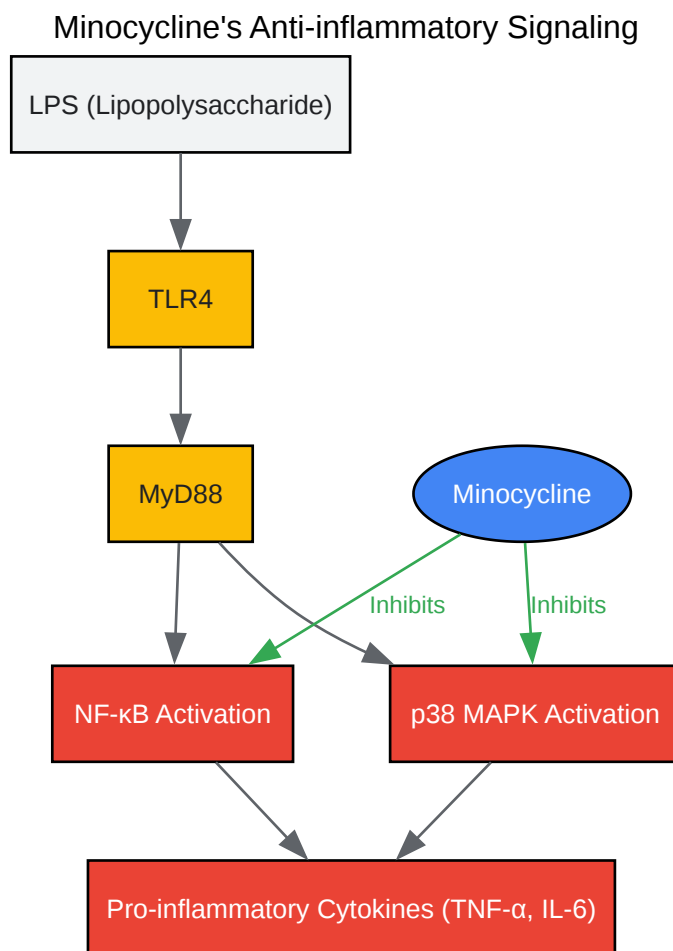 Minocycline's Anti-inflammatory Signaling
LPS (Lipopolysaccharide)
TLR4
MyD88
Minocycline
Inhibits
Inhibits
NF-κB Activation
p38 MAPK Activation
Pro-inflammatory Cytokines (TNF-α, IL-6)